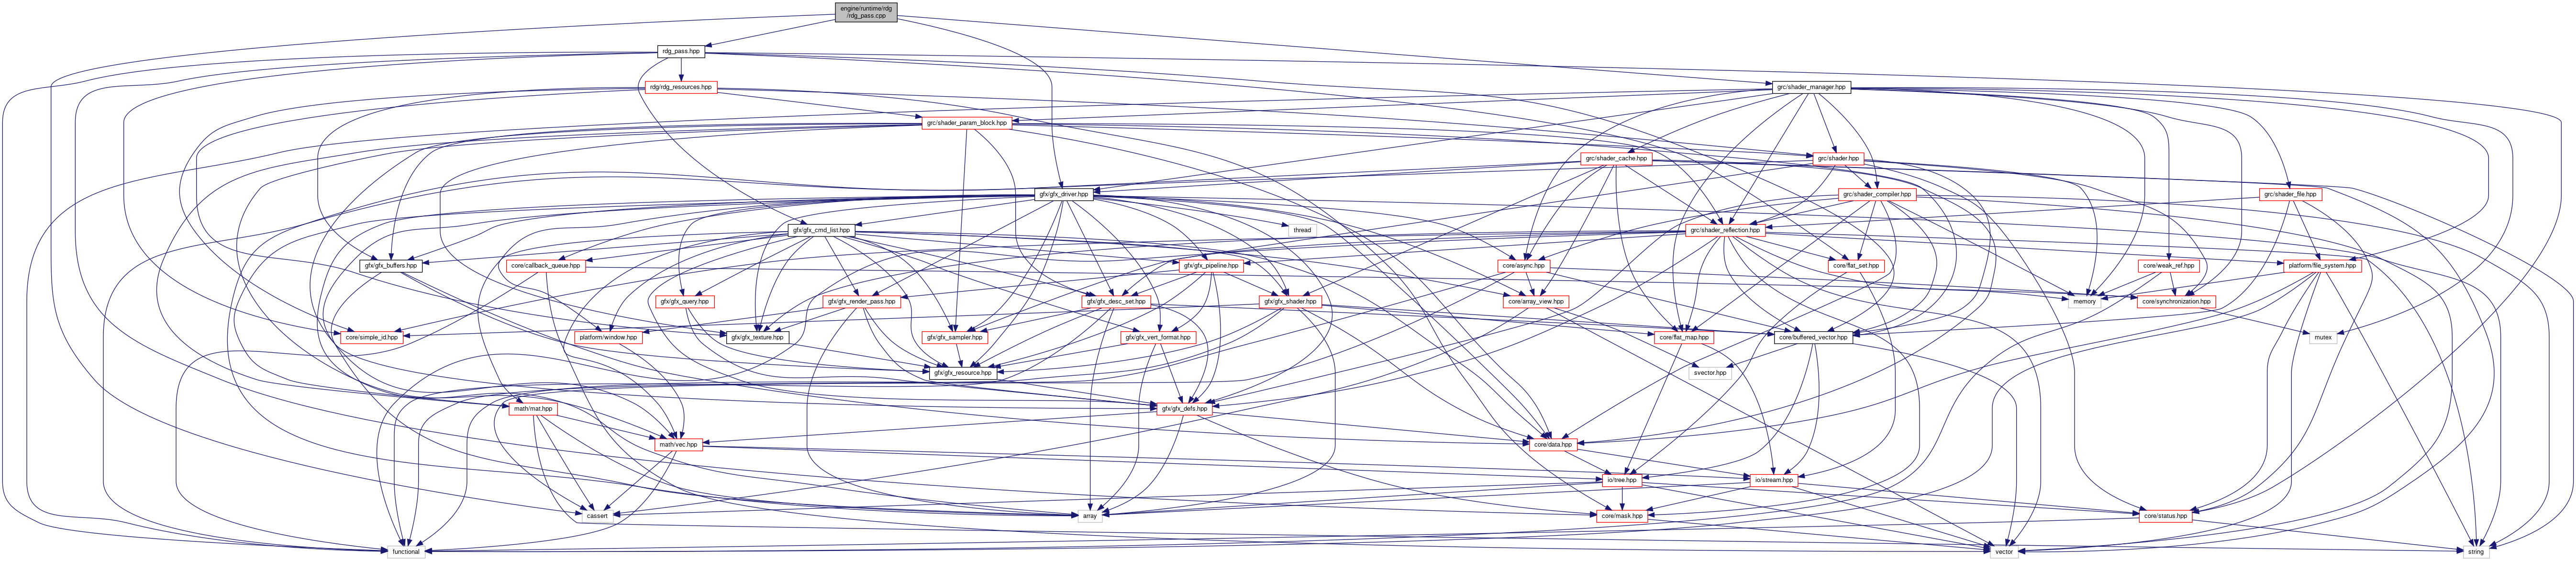 engine/runtime/rdg
/rdg_pass.cpp
rdg_pass.hpp
rdg/rdg_resources.hpp
grc/shader_manager.hpp
grc/shader_param_block.hpp
grc/shader_cache.hpp
grc/shader.hpp
gfx/gfx_driver.hpp
grc/shader_compiler.hpp
grc/shader_file.hpp
gfx/gfx_cmd_list.hpp
thread
grc/shader_reflection.hpp
gfx/gfx_buffers.hpp
core/callback_queue.hpp
gfx/gfx_pipeline.hpp
core/async.hpp
core/flat_set.hpp
core/weak_ref.hpp
platform/file_system.hpp
gfx/gfx_query.hpp
gfx/gfx_render_pass.hpp
gfx/gfx_desc_set.hpp
gfx/gfx_shader.hpp
core/array_view.hpp
memory
core/synchronization.hpp
core/simple_id.hpp
platform/window.hpp
gfx/gfx_texture.hpp
gfx/gfx_sampler.hpp
gfx/gfx_vert_format.hpp
core/flat_map.hpp
core/buffered_vector.hpp
mutex
gfx/gfx_resource.hpp
svector.hpp
math/mat.hpp
gfx/gfx_defs.hpp
math/vec.hpp
core/data.hpp
io/tree.hpp
io/stream.hpp
cassert
array
core/mask.hpp
core/status.hpp
functional
vector
string